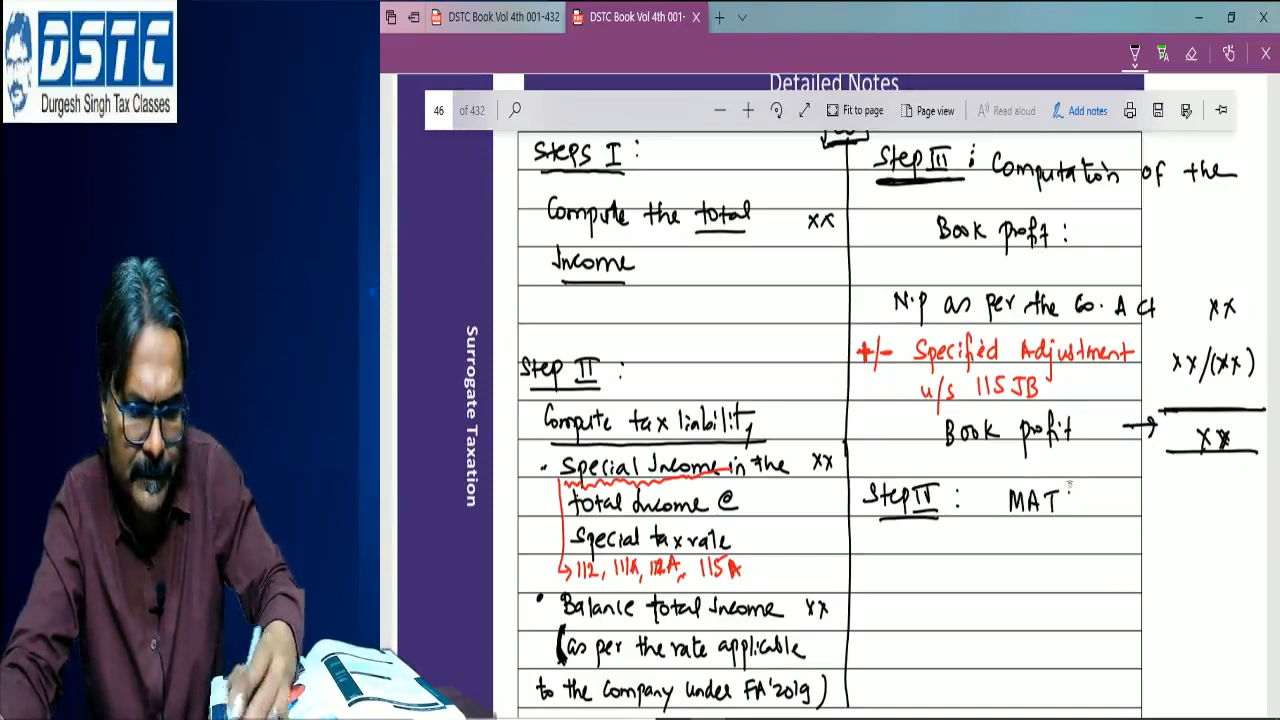 DSTC
Durgesh Singh Tax Classes
DSTC Book Vol 4th 001-432
DSTC Book Vol 4th 001-
46 of 432
Fit to page
Page view
Read aloud
Add notes
Detailed Notes
Surrogate Taxation
Steps I :
Compute the total xx
Income
Step II :
Compute tax liability
• Special Income in the xx
total Income @
Special tax rate
112, 111A, 112A, 115A
• Balance total Income xx
(as per the rate applicable
to the Company under FA'2019)
Step III : Computation of the
Book profit :
N.P as per the Co. Act xx
+/- Specified Adjustment xx/(xx)
u/s 115JB
Book profit → xx
Step IV : MAT :